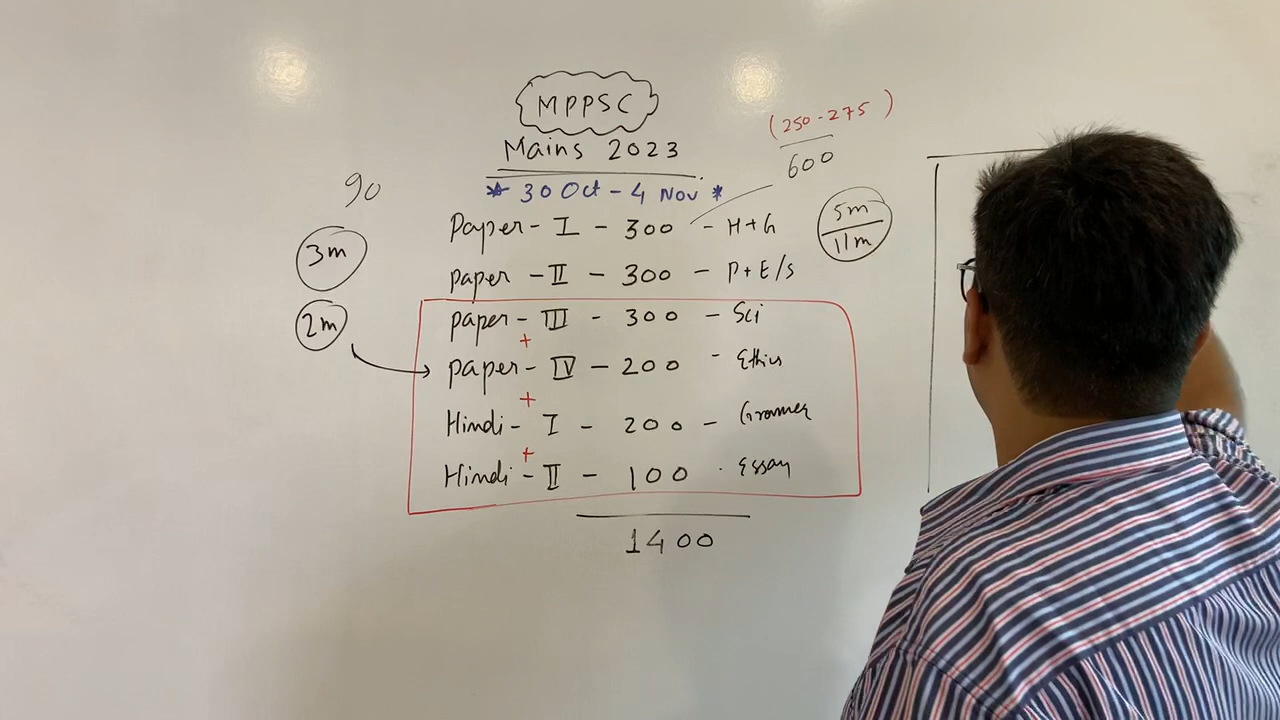 MPPSC
Mains 2023
* 30 Oct - 4 Nov *
(250-275)
600
90
3m
2m
5m
11m
Paper - I - 300 - H+G
paper - II - 300 - P+E/s
paper - III - 300 - Sci
+
paper - IV - 200 - Ethics
+
Hindi - I - 200 - Grammer
+
Hindi - II - 100 . Essay
1400